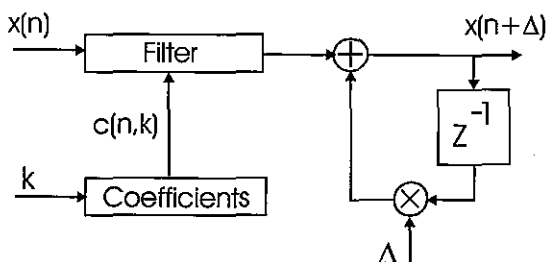 x(n)
x(n+Δ)
Filter
+
c(n,k)
Z⁻¹
k
Coefficients
×
Δ